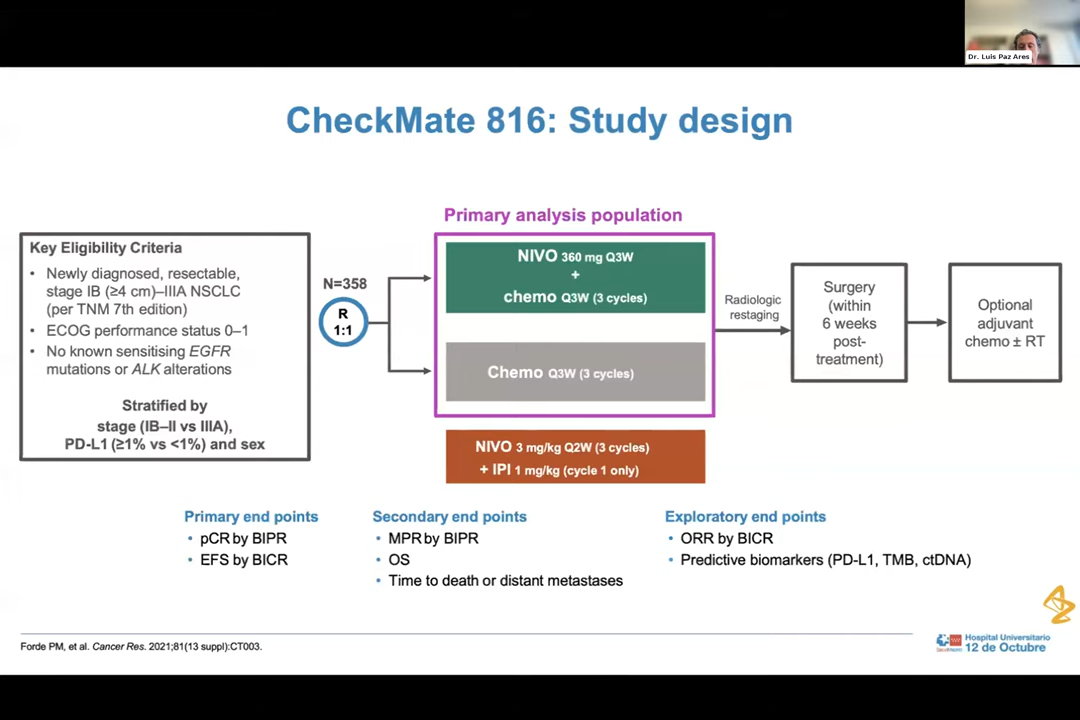 Dr. Luis Paz Ares
CheckMate 816: Study design
Primary analysis population
Key Eligibility Criteria
• Newly diagnosed, resectable,
stage IB (≥4 cm)–IIIA NSCLC
(per TNM 7th edition)
• ECOG performance status 0–1
• No known sensitising EGFR
mutations or ALK alterations
Stratified by
stage (IB–II vs IIIA),
PD-L1 (≥1% vs <1%) and sex
N=358
R
1:1
NIVO 360 mg Q3W
+
chemo Q3W (3 cycles)
Chemo Q3W (3 cycles)
NIVO 3 mg/kg Q2W (3 cycles)
+ IPI 1 mg/kg (cycle 1 only)
Radiologic
restaging
Surgery
(within
6 weeks
post-
treatment)
Optional
adjuvant
chemo ± RT
Primary end points
• pCR by BIPR
• EFS by BICR
Secondary end points
• MPR by BIPR
• OS
• Time to death or distant metastases
Exploratory end points
• ORR by BICR
• Predictive biomarkers (PD-L1, TMB, ctDNA)
Forde PM, et al. Cancer Res. 2021;81(13 suppl):CT003.
Hospital Universitario
12 de Octubre